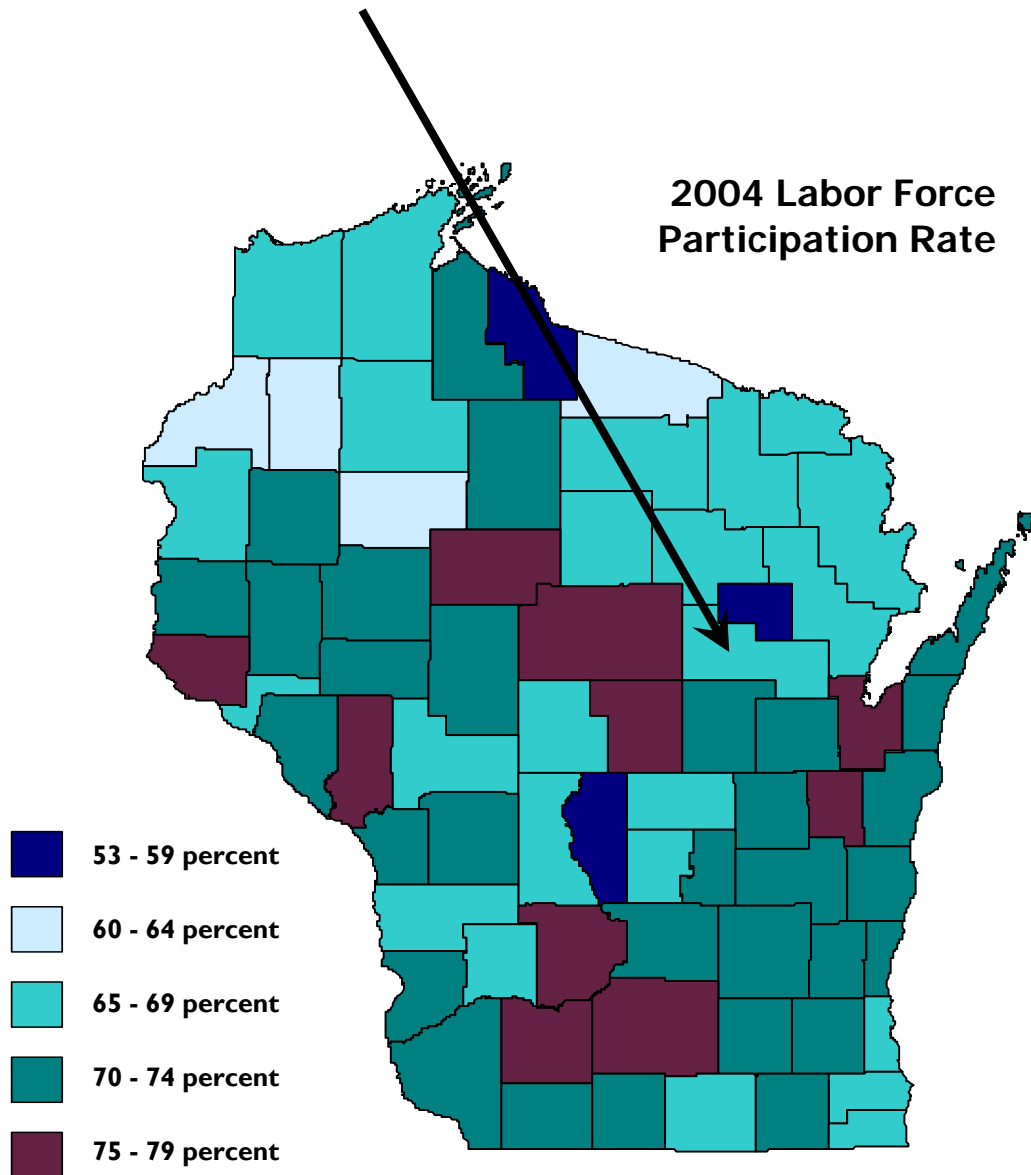 2004 Labor Force
Participation Rate
53 - 59 percent
60 - 64 percent
65 - 69 percent
70 - 74 percent
75 - 79 percent